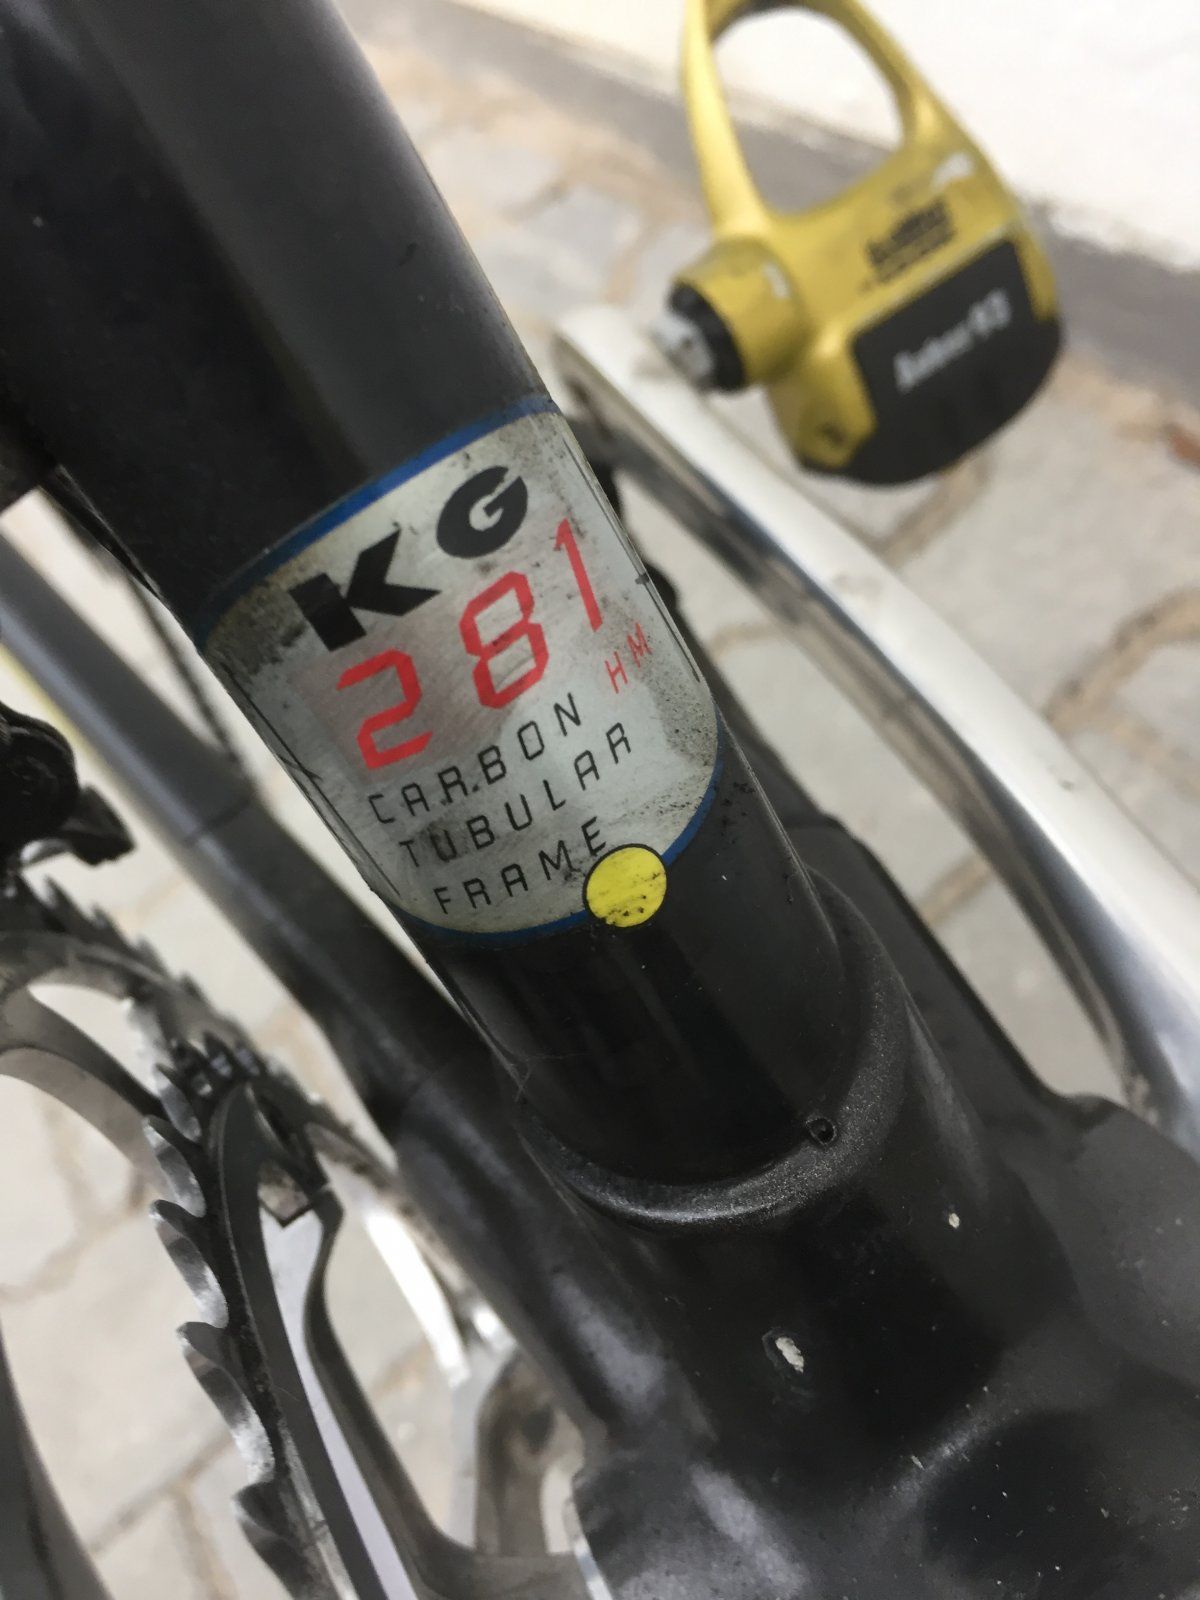 KG
281
HM
CARBON
TUBULAR
FRAME